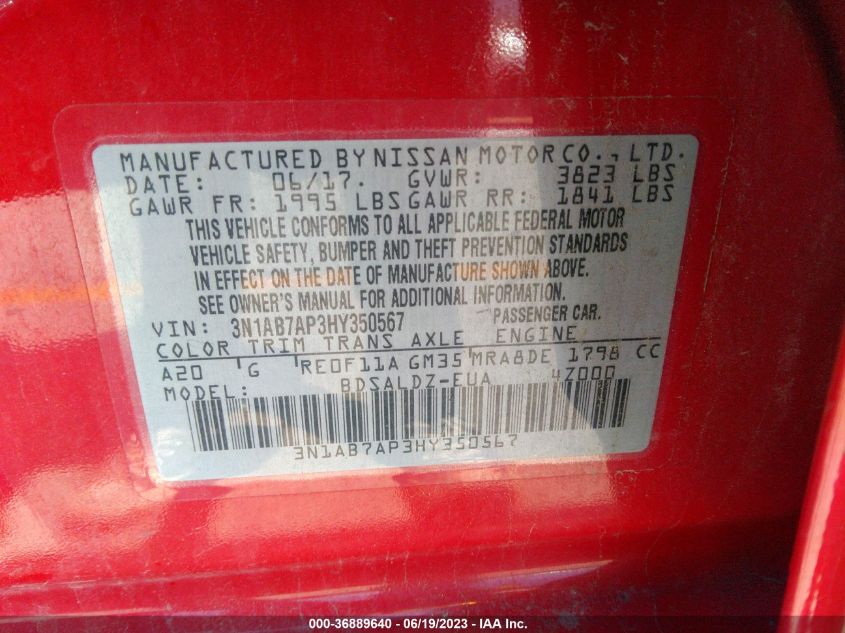 MANUFACTURED BY NISSAN MOTOR CO., LTD.
DATE: 06/17. GVWR: 3823 LBS
GAWR FR: 1995 LBS GAWR RR: 1841 LBS
THIS VEHICLE CONFORMS TO ALL APPLICABLE FEDERAL MOTOR
VEHICLE SAFETY, BUMPER AND THEFT PREVENTION STANDARDS
IN EFFECT ON THE DATE OF MANUFACTURE SHOWN ABOVE.
SEE OWNER'S MANUAL FOR ADDITIONAL INFORMATION.
VIN: 3N1AB7AP3HY350567 PASSENGER CAR.
COLOR TRIM TRANS AXLE ENGINE
A20 G RE0F11A GM35 MRA8DE 1798 CC
MODEL: BDSALDZ-EUA 4Z000
3N1AB7AP3HY350567
000-36889640 - 06/19/2023 - IAA Inc.